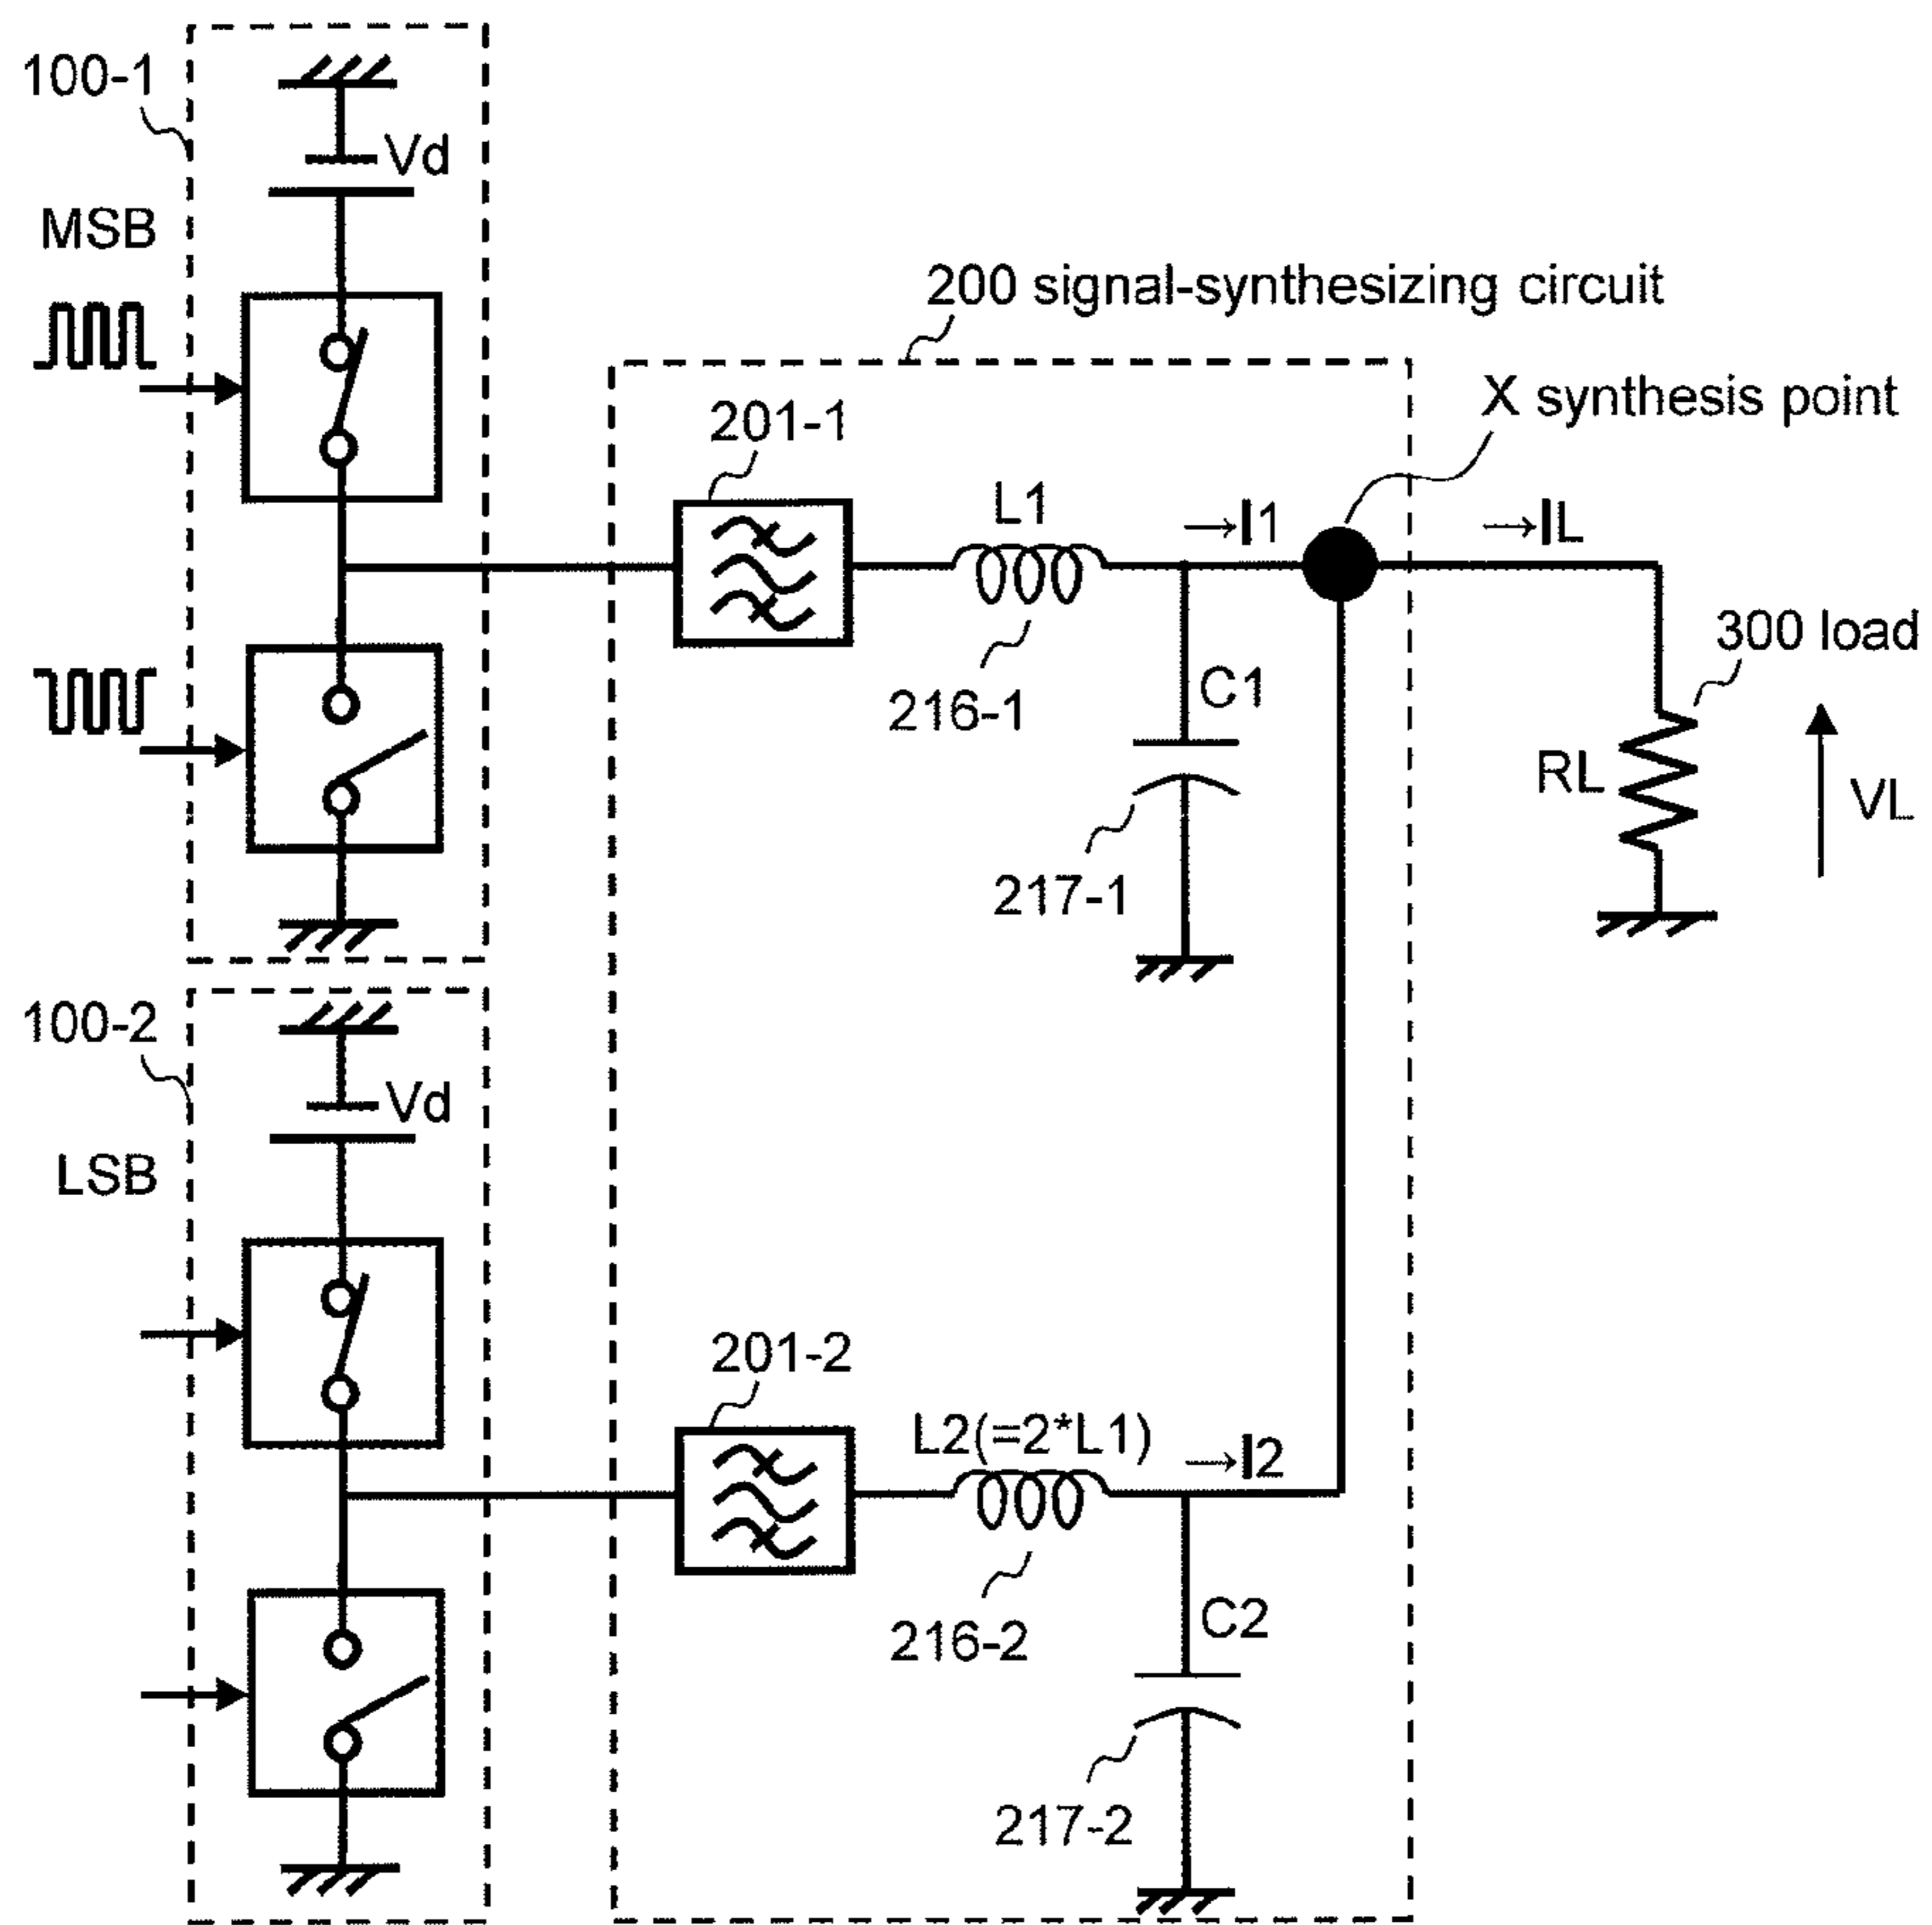 100-1
Vd
MSB
200 signal-synthesizing circuit
X synthesis point
201-1
L1
→I1
→IL
300 load
216-1
C1
RL
VL
217-1
100-2
Vd
LSB
201-2
L2(=2*L1)
→I2
216-2
C2
217-2